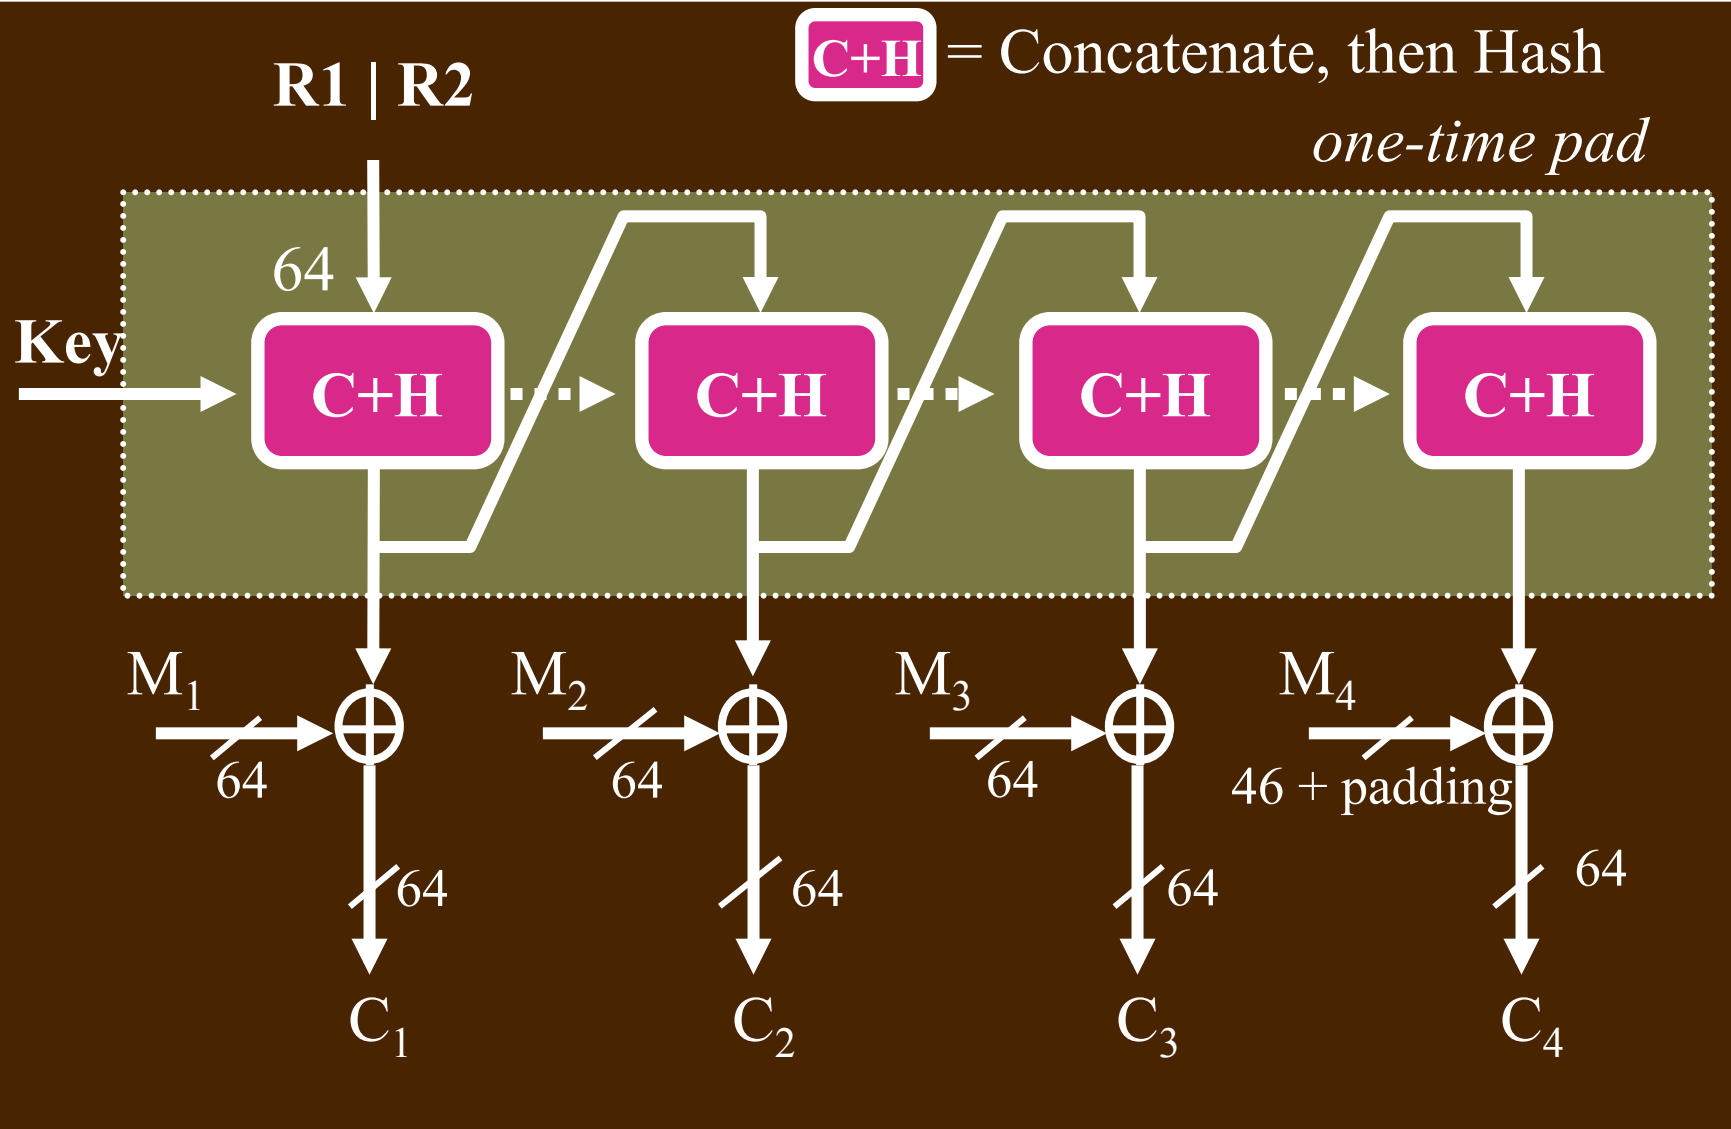 C+H = Concatenate, then Hash
R1 | R2
one-time pad
64
Key
C+H C+H C+H C+H
M1 M2 M3 M4
64 64 64 46 + padding
64 64 64 64
C1 C2 C3 C4